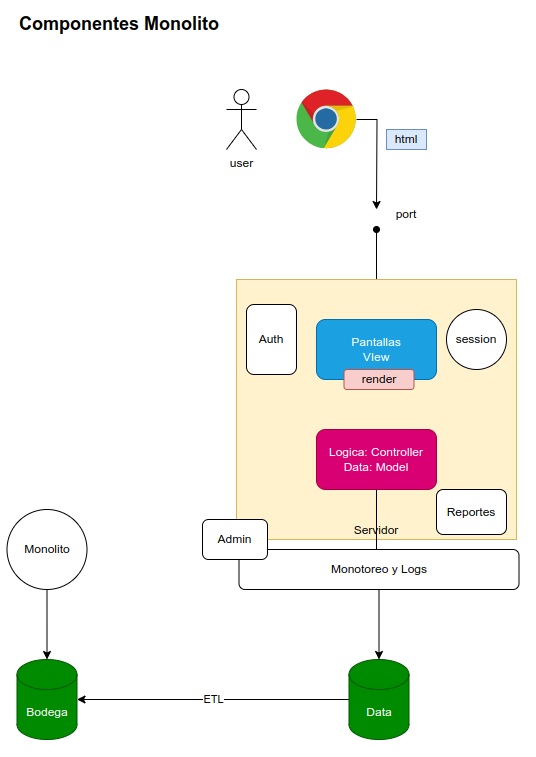 Componentes Monolito
html
user
port
Auth
Pantallas
VIew
session
render
Logica: Controller
Data: Model
Reportes
Servidor
Admin
Monolito
Monotoreo y Logs
ETL
Bodega
Data